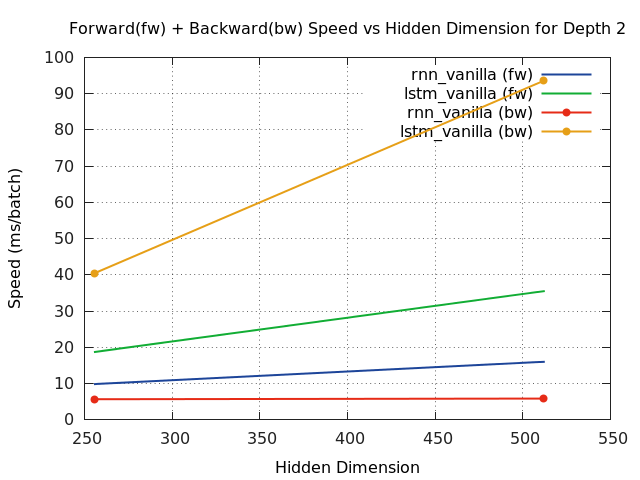 Forward(fw) + Backward(bw) Speed vs Hidden Dimension for Depth 2
100
90
80
70
60
50
40
30
20
10
0
Speed (ms/batch)
rnn_vanilla (fw)
lstm_vanilla (fw)
rnn_vanilla (bw)
lstm_vanilla (bw)
250 300 350 400 450 500 550
Hidden Dimension